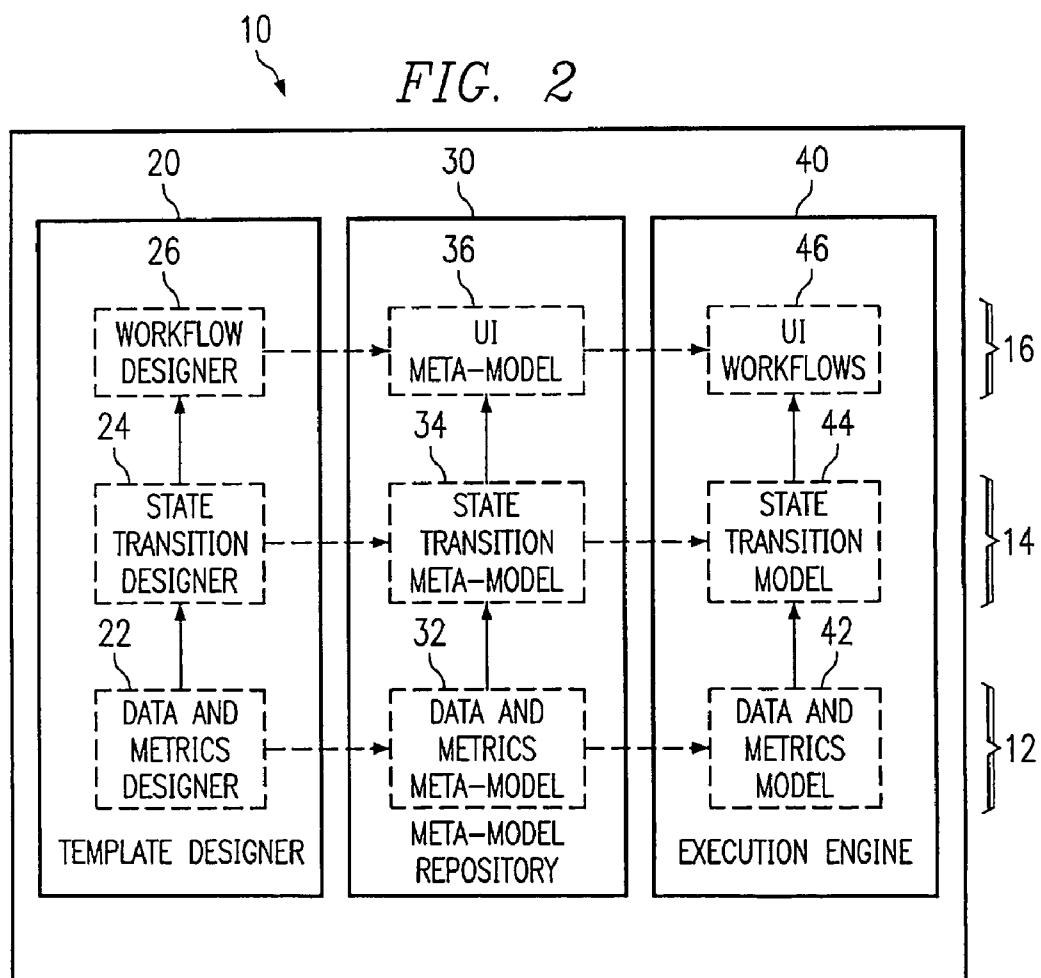 10
FIG. 2
20
30
40
26
36
46
WORKFLOW
DESIGNER
UI
META-MODEL
UI
WORKFLOWS
16
24
34
44
STATE
TRANSITION
DESIGNER
STATE
TRANSITION
META-MODEL
STATE
TRANSITION
MODEL
14
22
32
42
DATA AND
METRICS
DESIGNER
DATA AND
METRICS
META-MODEL
DATA AND
METRICS
MODEL
12
TEMPLATE DESIGNER
META-MODEL
REPOSITORY
EXECUTION ENGINE